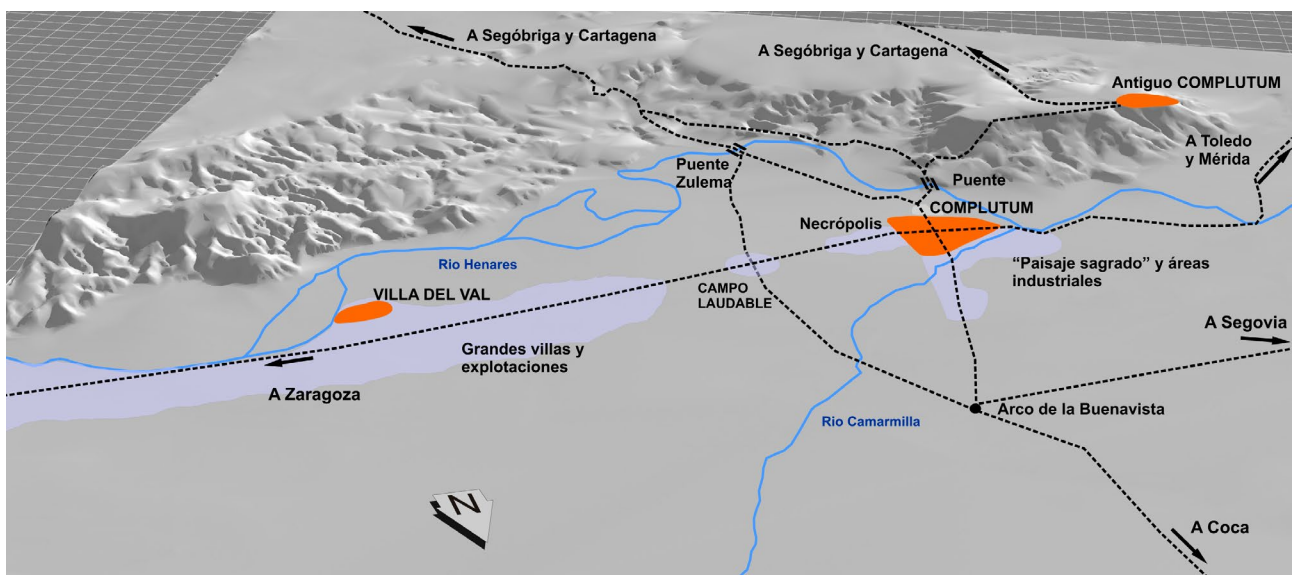 A Segóbriga y Cartagena
A Segóbriga y Cartagena
Antiguo COMPLUTUM
A Toledo
y Mérida
Puente
Zulema
Puente
COMPLUTUM
Necrópolis
Rio Henares
"Paisaje sagrado" y áreas
industriales
CAMPO
LAUDABLE
VILLA DEL VAL
A Segovia
Grandes villas y
explotaciones
A Zaragoza
Arco de la Buenavista
Rio Camarmilla
N
A Coca